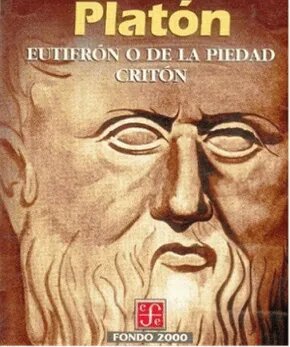 Platón
EUTIFRÓN O DE LA PIEDAD
CRITÓN
c f
e
FONDO 2000